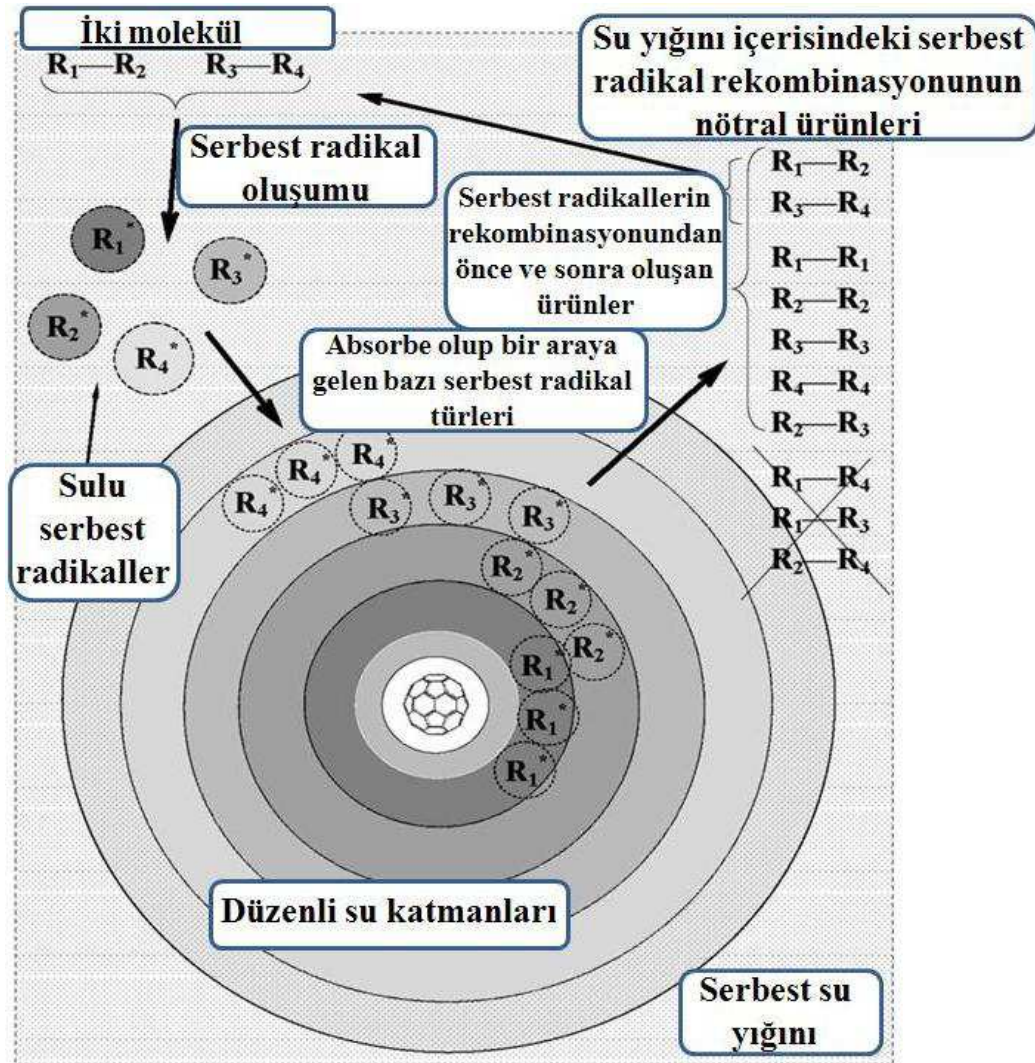 İki molekül
R₁—R₂ R₃—R₄
Su yığını içerisindeki serbest
radikal rekombinasyonunun
nötral ürünleri
Serbest radikal
oluşumu
Serbest radikallerin
rekombinasyonundan
önce ve sonra oluşan
ürünler
R₁—R₂
R₃—R₄
R₁—R₁
R₂—R₂
R₃—R₃
R₄—R₄
R₂—R₃
R₁—R₄
R₁—R₃
R₂—R₄
R₁*
R₃*
R₂*
R₄*
Absorbe olup bir araya
gelen bazı serbest radikal
türleri
Sulu
serbest
radikaller
R₄* R₄* R₄*
R₃* R₃* R₃*
R₂* R₂* R₂*
R₁* R₁* R₁*
Düzenli su katmanları
Serbest su
yığını